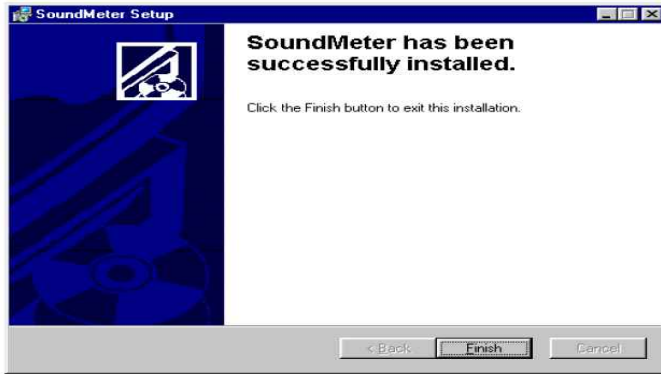 SoundMeter Setup
SoundMeter has been
successfully installed.
Click the Finish button to exit this installation.
< Back Finish Cancel